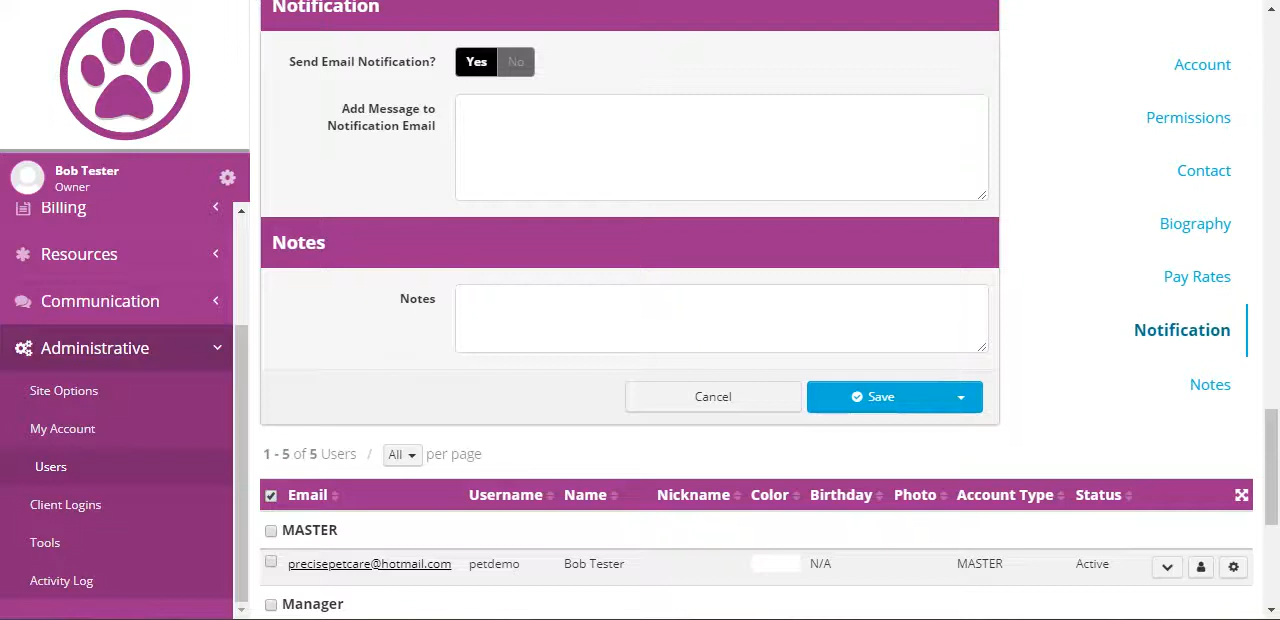 Bob Tester
Owner
Billing
Resources
Communication
Administrative
Site Options
My Account
Users
Client Logins
Tools
Activity Log
Notification
Send Email Notification?
Yes
No
Add Message to
Notification Email
Notes
Notes
Cancel
Save
Account
Permissions
Contact
Biography
Pay Rates
Notification
Notes
1 - 5 of 5 Users / All per page
Email Username Name Nickname Color Birthday Photo Account Type Status
MASTER
precisepetcare@hotmail.com petdemo Bob Tester N/A MASTER Active
Manager